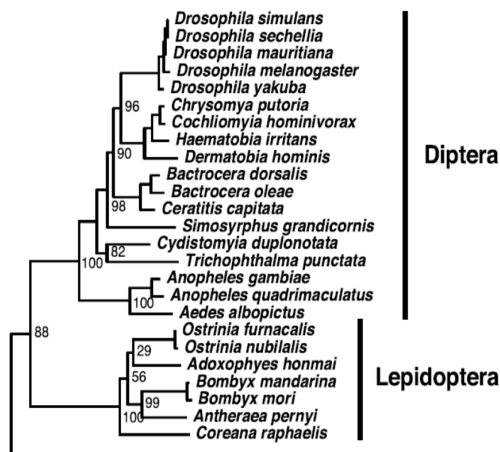 Drosophila simulans
Drosophila sechellia
Drosophila mauritiana
Drosophila melanogaster
Drosophila yakuba
96
Chrysomya putoria
Cochliomyia hominivorax
Haematobia irritans
90
Dermatobia hominis
Diptera
Bactrocera dorsalis
Bactrocera oleae
98
Ceratitis capitata
Simosyrphus grandicornis
Cydistomyia duplonotata
82
100
Trichophthalma punctata
Anopheles gambiae
100
Anopheles quadrimaculatus
Aedes albopictus
88
Ostrinia furnacalis
Ostrinia nubilalis
29
Adoxophyes honmai
56
Lepidoptera
Bombyx mandarina
99
Bombyx mori
100
Antheraea pernyi
Coreana raphaelis